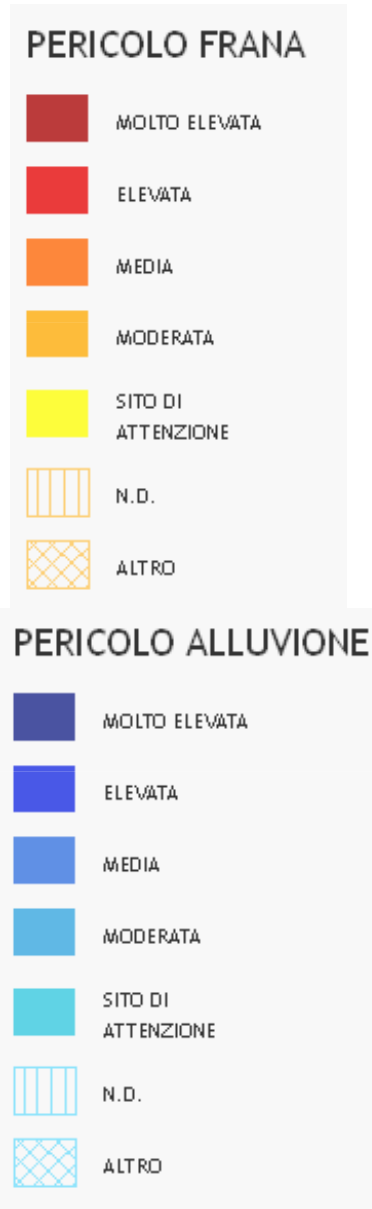 PERICOLO FRANA
MOLTO ELEVATA
ELEVATA
MEDIA
MODERATA
SITO DI
ATTENZIONE
N.D.
ALTRO
PERICOLO ALLUVIONE
MOLTO ELEVATA
ELEVATA
MEDIA
MODERATA
SITO DI
ATTENZIONE
N.D.
ALTRO